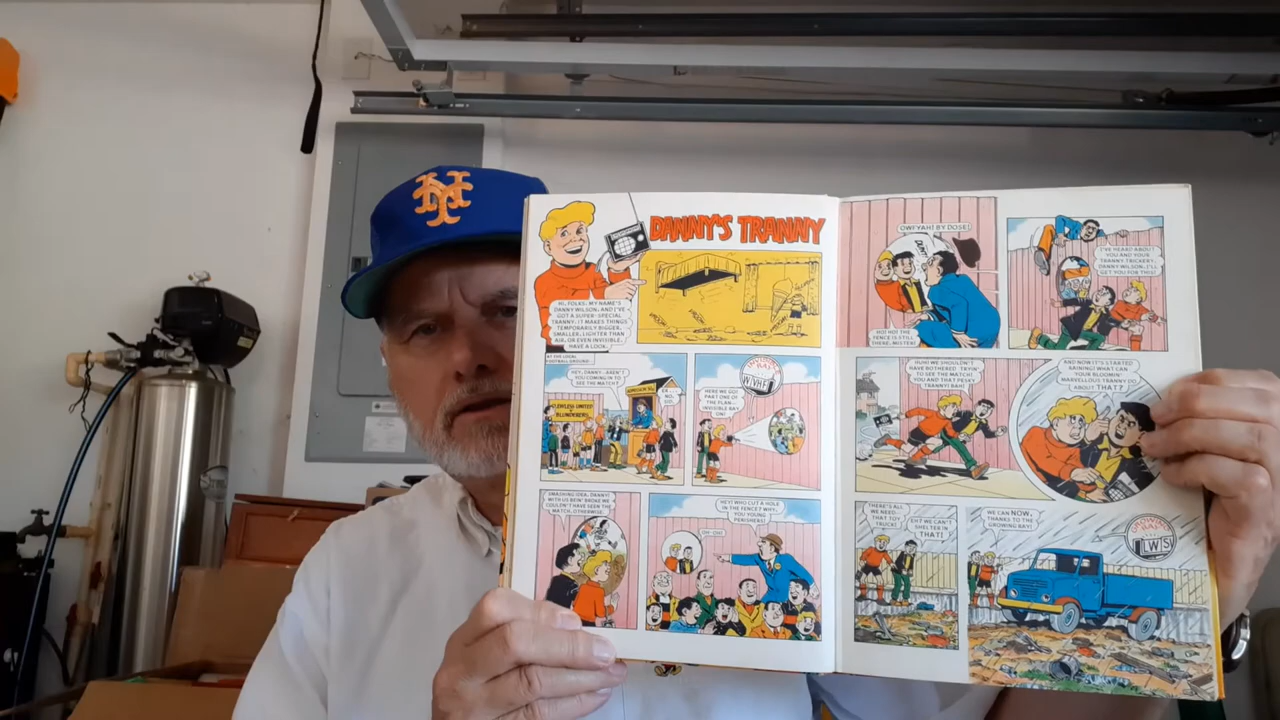 DANNY'S TRANNY
HI, FOLKS. MY NAME'S
DANNY WILSON, AND I'VE
GOT A SUPER-SPECIAL
TRANNY. IT MAKES THINGS
TEMPORARILY BIGGER,
SMALLER, LIGHTER THAN
AIR, OR EVEN INVISIBLE.
HAVE A LOOK.
AT THE LOCAL
FOOTBALL GROUND
HEY, DANNY—AREN'T
YOU COMING IN TO
SEE THE MATCH?
ER—
NO,
SID.
UNITED
BLUNDERERS
HERE WE GO!
PART ONE OF
THE PLAN—
INVISIBLE RAY
ON!
SMASHING IDEA, DANNY!
WITH US BEIN' BROKE WE
COULDN'T HAVE SEEN THE
MATCH, OTHERWISE.
HEY! WHO CUT A HOLE
IN THE FENCE? WHY,
YOU YOUNG
PERISHERS!
OH-OH!
OW! YAH! BY DOSE!
HO! HO! THE
FENCE IS STILL
THERE, MISTER!
I'VE HEARD ABOUT
YOU AND YOUR
TRANNY TRICKERY,
DANNY WILSON. I'LL
GET YOU FOR THIS!
HUH! WE SHOULDN'T
HAVE BOTHERED TRYIN'
TO SEE THE MATCH!
YOU AND THAT PESKY
TRANNY! BAH!
AND NOW IT'S STARTED
RAINING! WHAT CAN
YOUR BLOOMIN'
MARVELLOUS TRANNY DO
ABOUT THAT?
THERE'S ALL
WE NEED—
THAT TOY
TRUCK!
EH? WE CAN'T
SHELTER IN
THAT!
WE CAN NOW,
THANKS TO THE
GROWING RAY!
GROWING
RAY